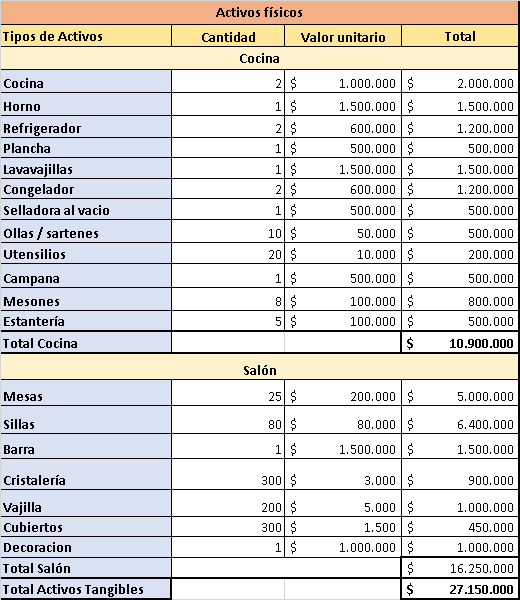 Activos físicos
Tipos de Activos Cantidad Valor unitario Total
Cocina
Cocina 2 $ 1.000.000 $ 2.000.000
Horno 1 $ 1.500.000 $ 1.500.000
Refrigerador 2 $ 600.000 $ 1.200.000
Plancha 1 $ 500.000 $ 500.000
Lavavajillas 1 $ 1.500.000 $ 1.500.000
Congelador 2 $ 600.000 $ 1.200.000
Selladora al vacio 1 $ 500.000 $ 500.000
Ollas / sartenes 10 $ 50.000 $ 500.000
Utensilios 20 $ 10.000 $ 200.000
Campana 1 $ 500.000 $ 500.000
Mesones 8 $ 100.000 $ 800.000
Estantería 5 $ 100.000 $ 500.000
Total Cocina $ 10.900.000
Salón
Mesas 25 $ 200.000 $ 5.000.000
Sillas 80 $ 80.000 $ 6.400.000
Barra 1 $ 1.500.000 $ 1.500.000
Cristalería 300 $ 3.000 $ 900.000
Vajilla 200 $ 5.000 $ 1.000.000
Cubiertos 300 $ 1.500 $ 450.000
Decoracion 1 $ 1.000.000 $ 1.000.000
Total Salón $ 16.250.000
Total Activos Tangibles $ 27.150.000